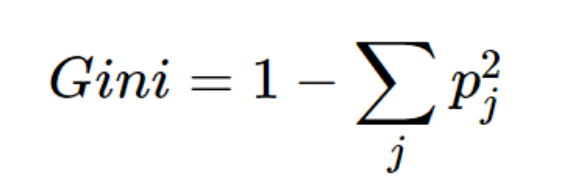 Gini = 1 − ∑_j p_j^2